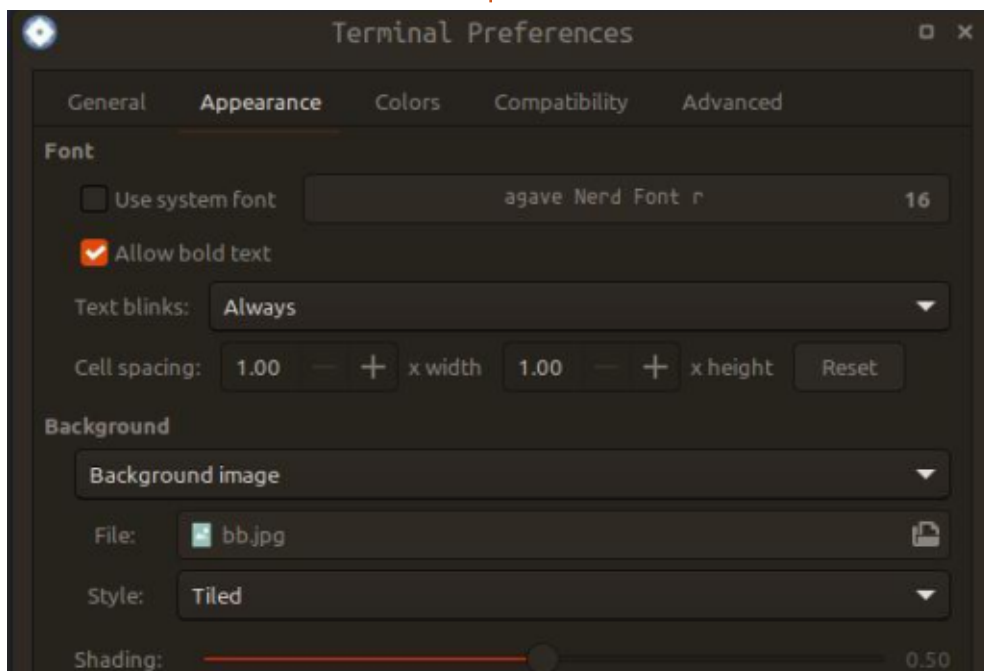 Terminal Preferences
General Appearance Colors Compatibility Advanced
Font
Use system font agave Nerd Font r 16
Allow bold text
Text blinks: Always
Cell spacing: 1.00 − + x width 1.00 − + x height Reset
Background
Background image
File: bb.jpg
Style: Tiled
Shading: 0.50